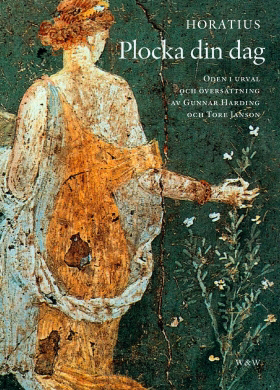 HORATIUS
Plocka din dag
ODEN I URVAL
OCH ÖVERSÄTTNING
AV GUNNAR HARDING
OCH TORE JANSON
W&W